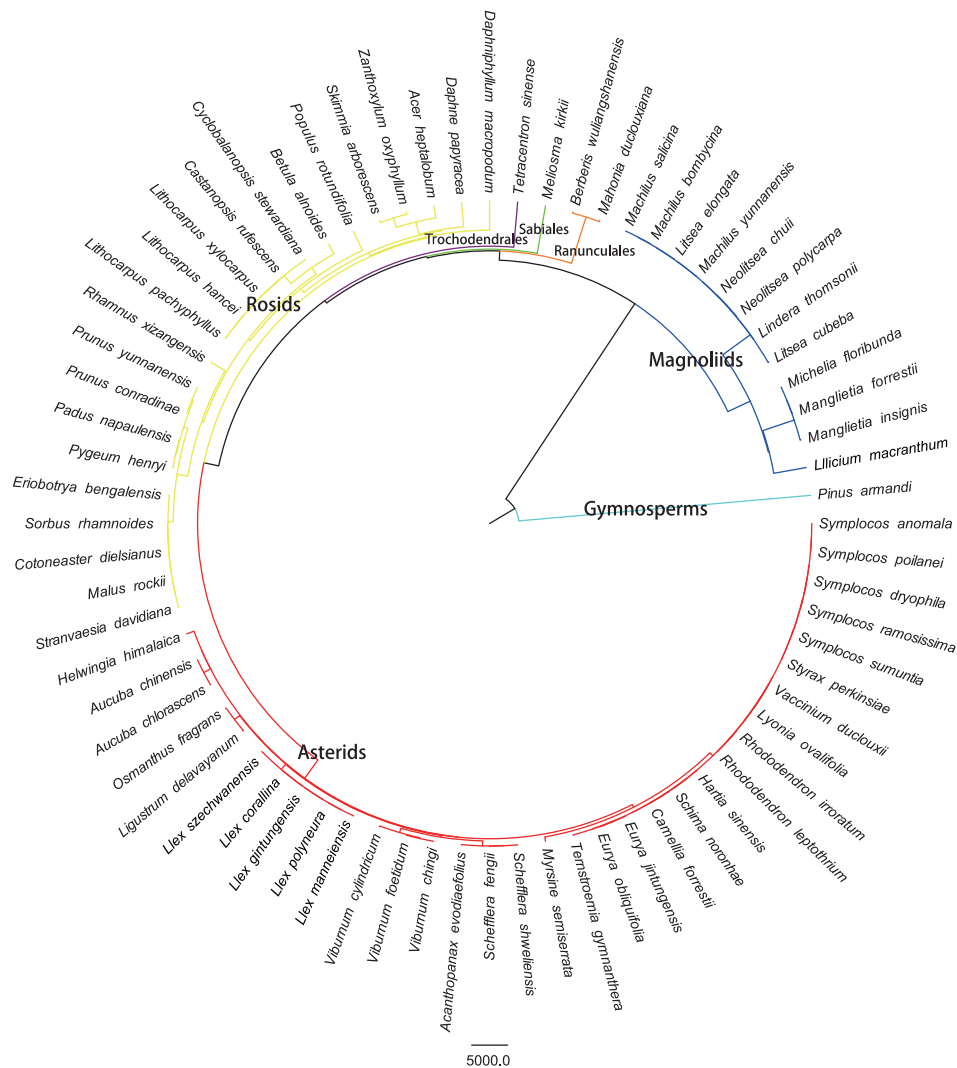 Daphniphyllum macropodum
Tetracentron sinense
Meliosma kirkii
Berberis wuliangshanensis
Mahonia duclouxiana
Machilus salicina
Machilus bombycina
Litsea elongata
Machilus yunnanensis
Neolitsea chuii
Neolitsea polycarpa
Lindera thomsonii
Litsea cubeba
Michelia floribunda
Manglietia forrestii
Manglietia insignis
Lllicium macranthum
Pinus armandi
Symplocos anomala
Symplocos poilanei
Symplocos dryophila
Symplocos ramosissima
Symplocos sumuntia
Styrax perkinsiae
Vaccinium duclouxii
Lyonia ovalifolia
Rhododendron irroratum
Rhododendron leptothrium
Hartia sinensis
Schima noronhae
Camellia forrestii
Eurya jintungensis
Eurya obliquifolia
Ternstroemia gymnanthera
Myrsine semiserrata
Schefflera shweliensis
Schefflera fengii
Acanthopanax evodiaefolius
Viburnum chingi
Viburnum foetidum
Viburnum cylindricum
Llex manneiensis
Llex polyneura
Llex gintungensis
Llex corallina
Llex szechwanensis
Ligustrum delavayanum
Osmanthus fragrans
Aucuba chlorascens
Aucuba chinensis
Helwingia himalaica
Stranvaesia davidiana
Malus rockii
Cotoneaster dielsianus
Sorbus rhamnoides
Eriobotrya bengalensis
Pygeum henryi
Padus napaulensis
Prunus conradinae
Prunus yunnanensis
Rhamnus xizangensis
Lithocarpus pachyphyllus
Lithocarpus hancei
Lithocarpus xylocarpus
Castanopsis rufescens
Cyclobalanopsis stewardiana
Betula alnoides
Populus rotundifolia
Skimmia arborescens
Zanthoxylum oxyphyllum
Acer heptalobum
Daphne papyracea
Trochodendrales
Sabiales
Ranunculales
Rosids
Magnoliids
Gymnosperms
Asterids
5000.0